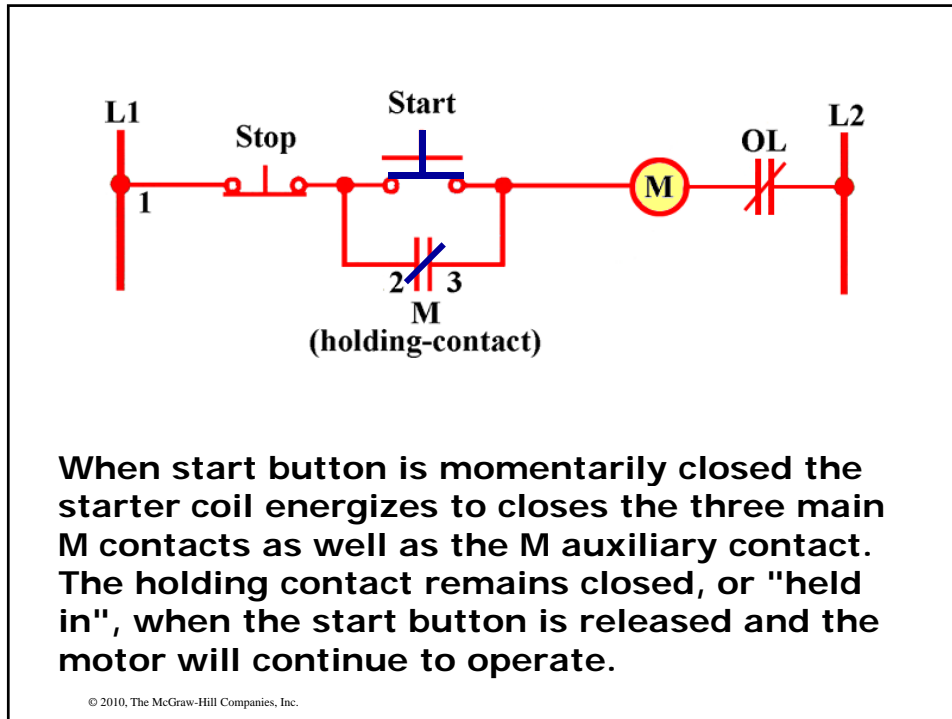 L1
Stop
Start
OL
L2
1
M
2 3
M
(holding-contact)
When start button is momentarily closed the
starter coil energizes to closes the three main
M contacts as well as the M auxiliary contact.
The holding contact remains closed, or "held
in", when the start button is released and the
motor will continue to operate.
© 2010, The McGraw-Hill Companies, Inc.